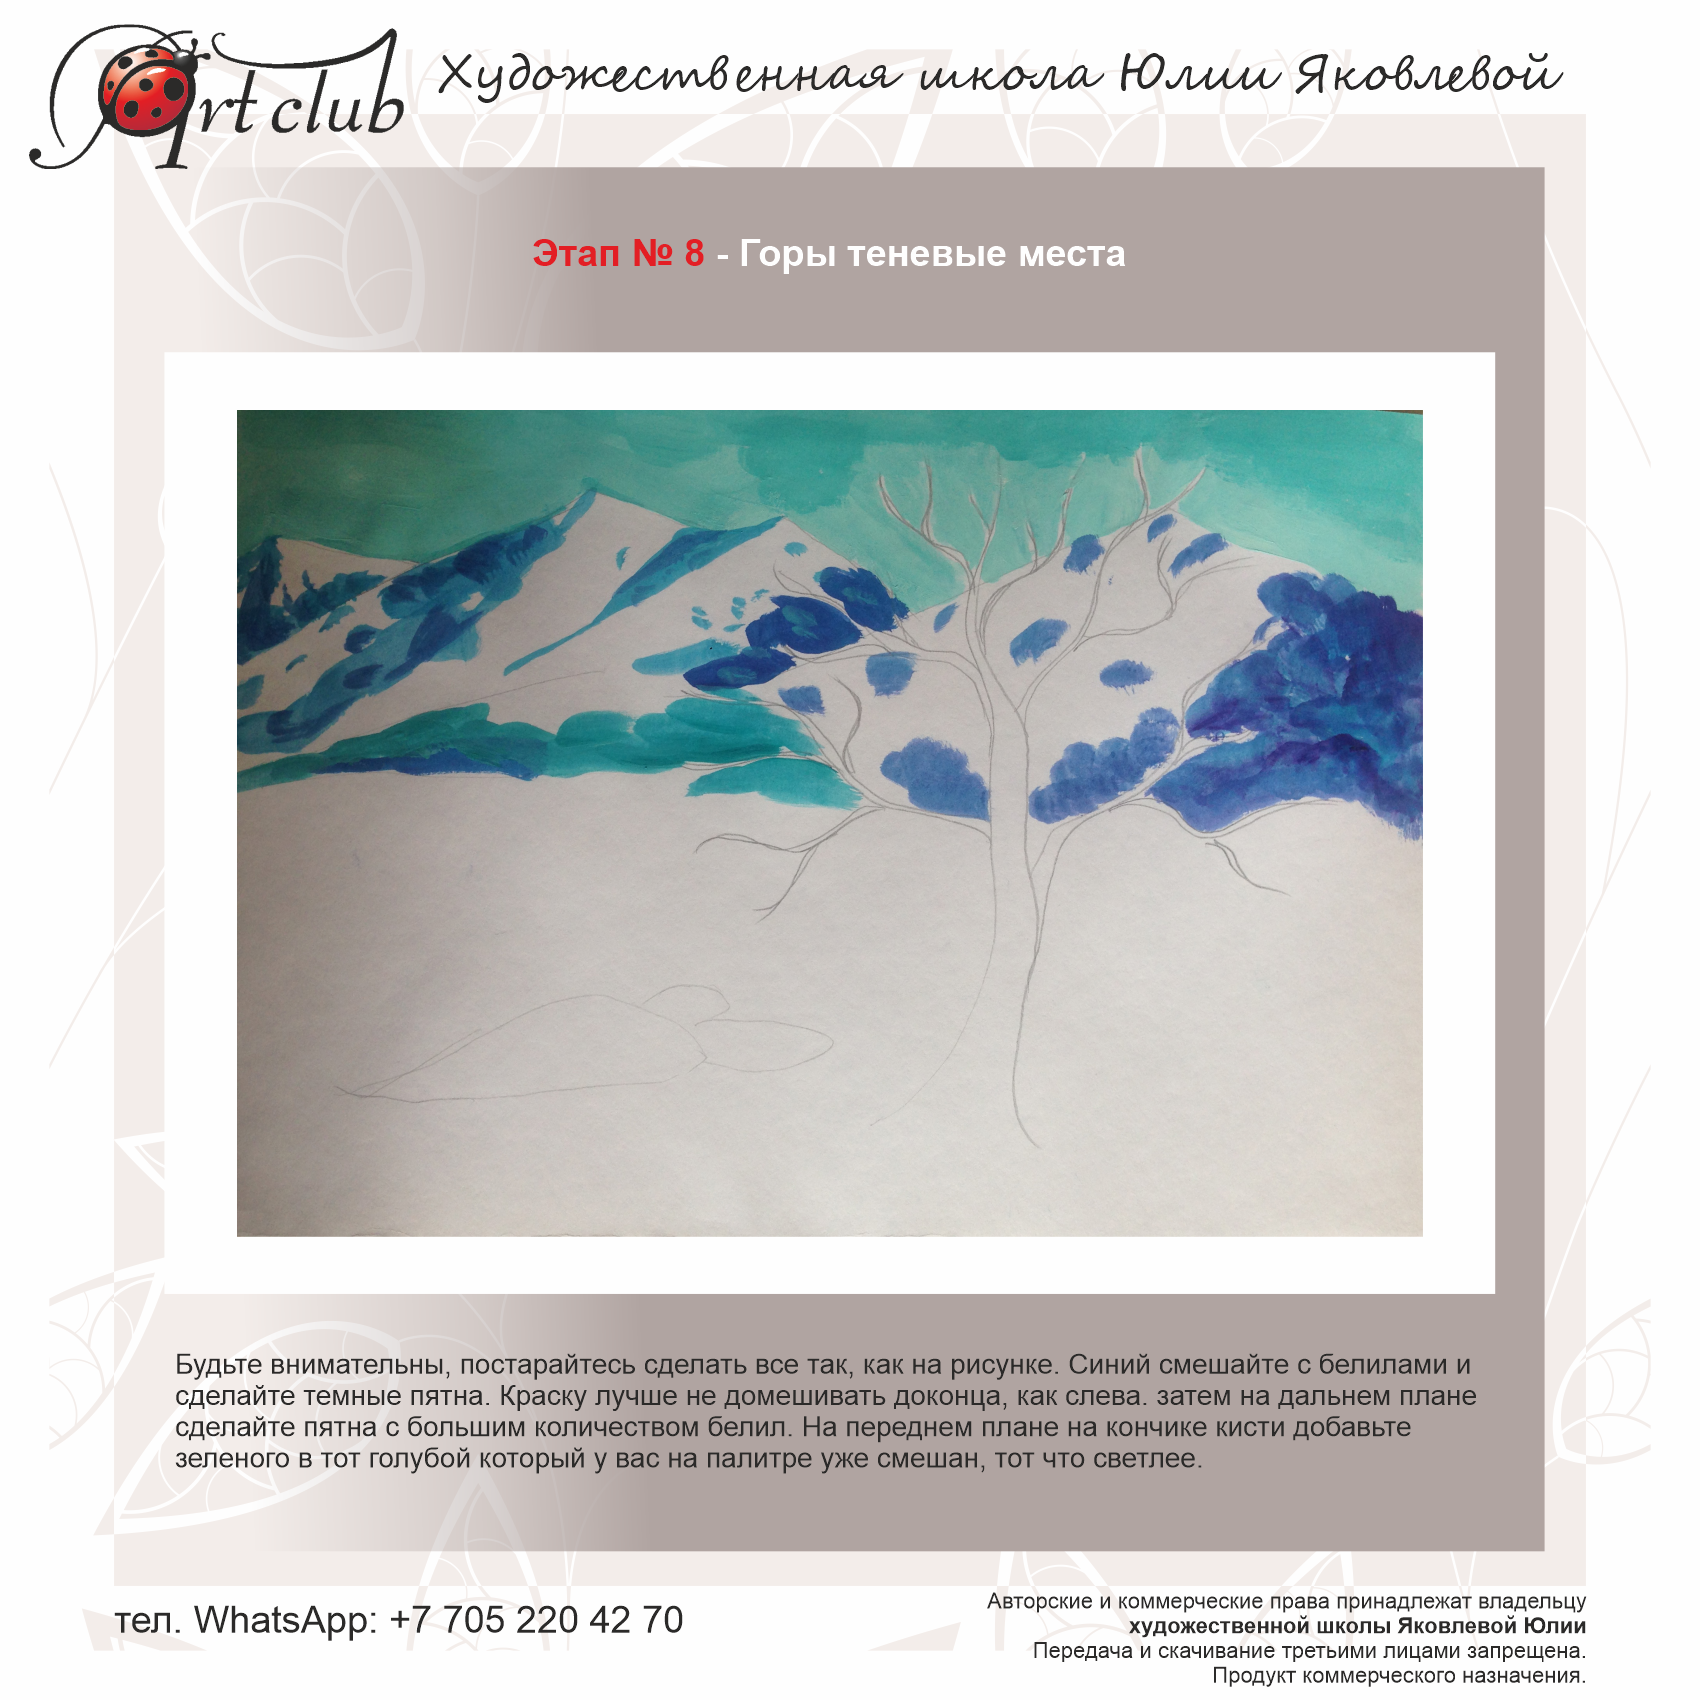 Art club
Художественная школа Юлии Яковлевой
Этап № 8 - Горы теневые места
Будьте внимательны, постарайтесь сделать все так, как на рисунке. Синий смешайте с белилами и
сделайте темные пятна. Краску лучше не домешивать доконца, как слева. затем на дальнем плане
сделайте пятна с большим количеством белил. На переднем плане на кончике кисти добавьте
зеленого в тот голубой который у вас на палитре уже смешан, тот что светлее.
тел. WhatsApp: +7 705 220 42 70
Авторские и коммерческие права принадлежат владельцу
художественной школы Яковлевой Юлии
Передача и скачивание третьими лицами запрещена.
Продукт коммерческого назначения.